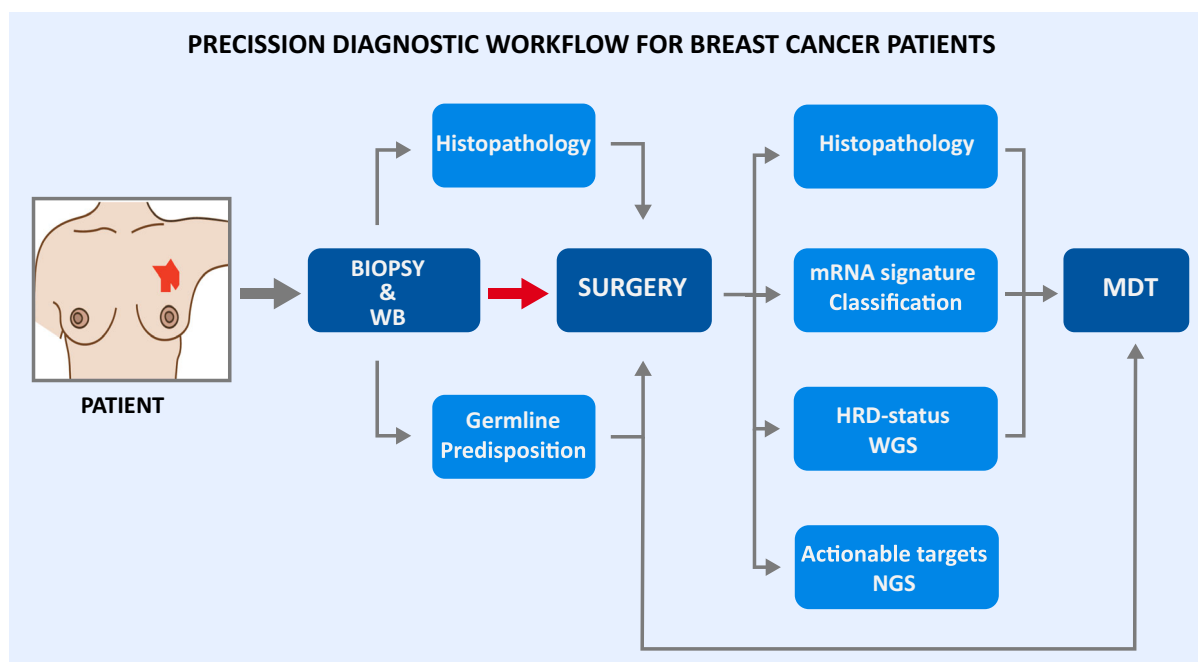 PRECISSION DIAGNOSTIC WORKFLOW FOR BREAST CANCER PATIENTS
PATIENT
BIOPSY
&
WB
Histopathology
Germline
Predisposition
SURGERY
Histopathology
mRNA signature
Classification
HRD-status
WGS
Actionable targets
NGS
MDT